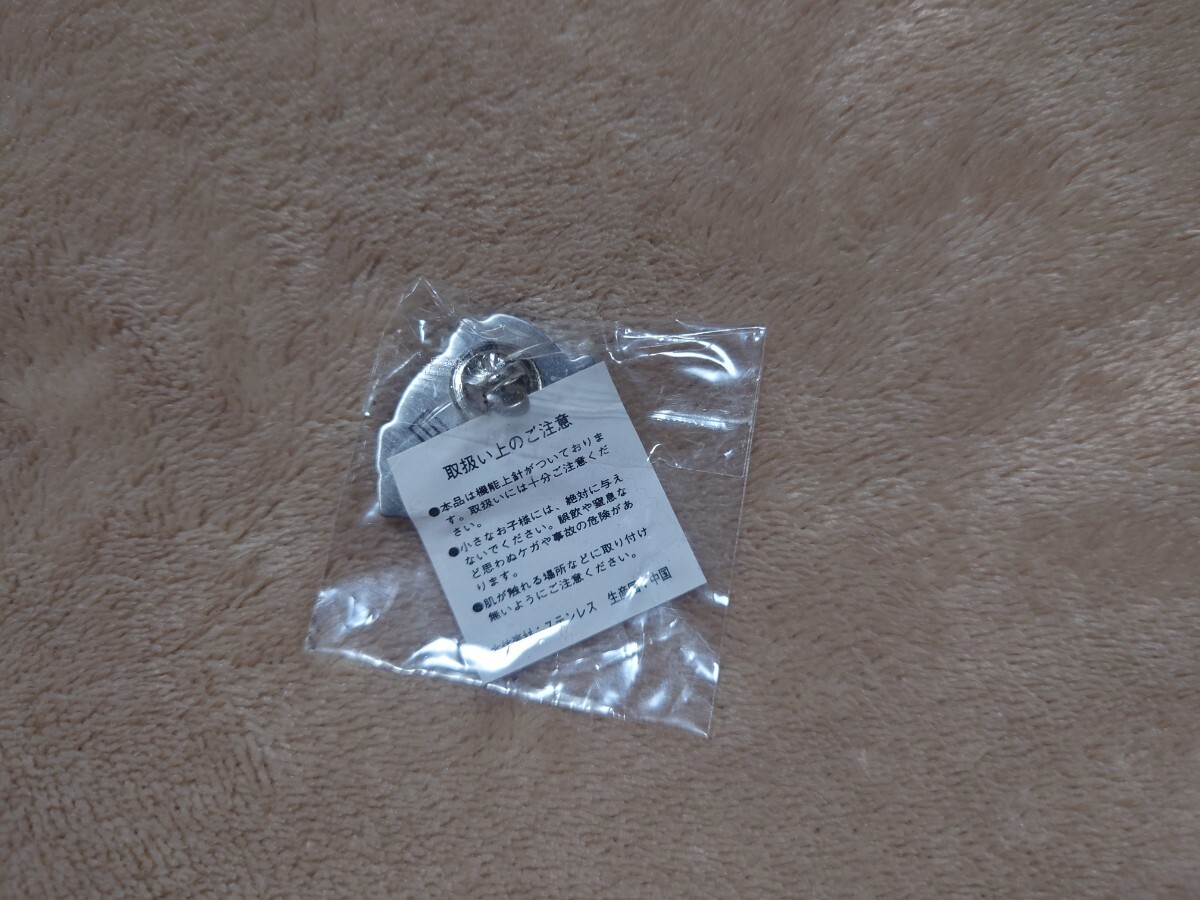 取扱い上のご注意
●本品は機能上針がついておりま
す。取扱いには十分ご注意くだ
さい。
●小さなお子様には、絶対に与え
ないでください。誤飲や窒息な
ど思わぬケガや事故の危険があ
ります。
●肌が触れる場所などに取り付け
無いようにご注意ください。
ステンレス 生産国:中国